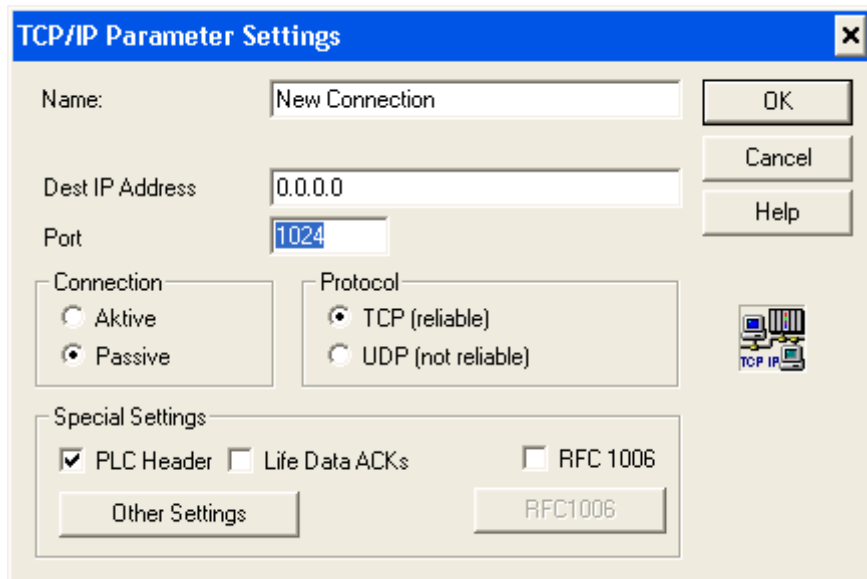 TCP/IP Parameter Settings
Name:
New Connection
OK
Cancel
Dest IP Address
0.0.0.0
Help
Port
1024
Connection
Protocol
Aktive
TCP (reliable)
Passive
UDP (not reliable)
TCP IP
Special Settings
PLC Header
Life Data ACKs
RFC 1006
Other Settings
RFC1006